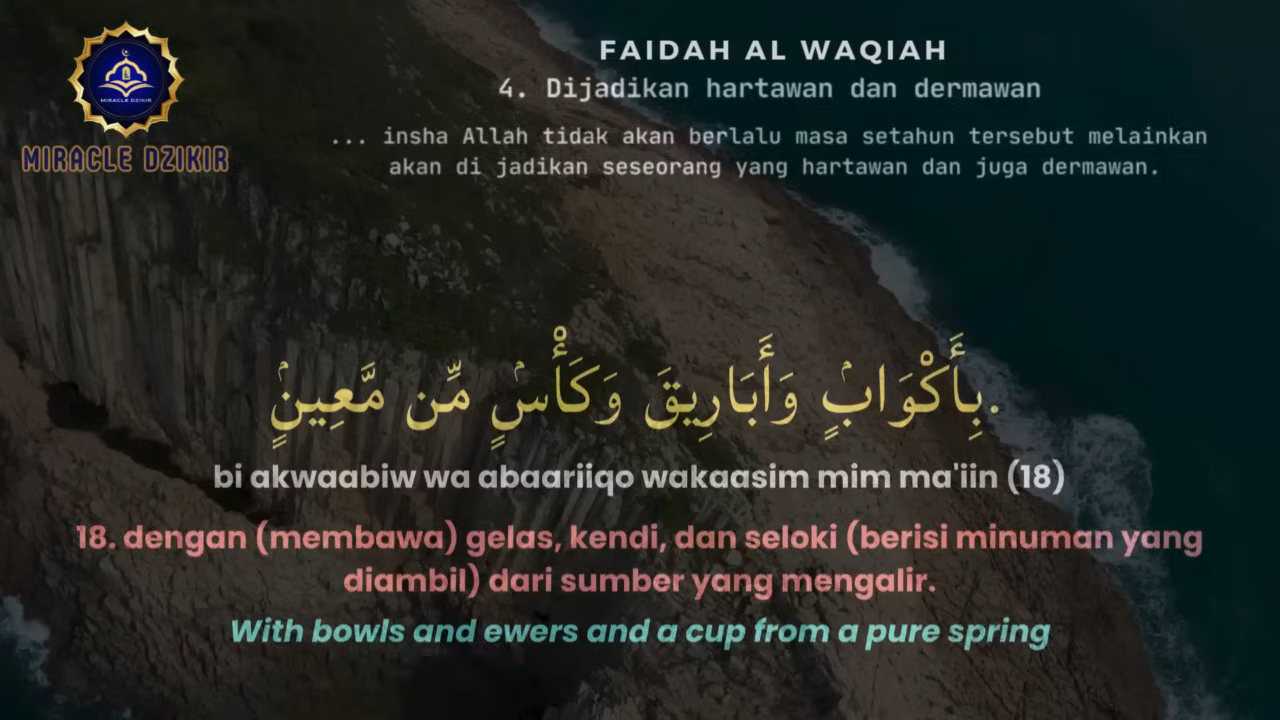 MIRACLE DZIKIR
MIRACLE DZIKIR
FAIDAH AL WAQIAH
4. Dijadikan hartawan dan dermawan
... insha Allah tidak akan berlalu masa setahun tersebut melainkan
akan di jadikan seseorang yang hartawan dan juga dermawan.
.بِأَكْوَابٍۢ وَأَبَارِيقَ وَكَأْسٍۢ مِّن مَّعِينٍۢ
bi akwaabiw wa abaariiqo wakaasim mim ma'iin (18)
18. dengan (membawa) gelas, kendi, dan seloki (berisi minuman yang
diambil) dari sumber yang mengalir.
With bowls and ewers and a cup from a pure spring